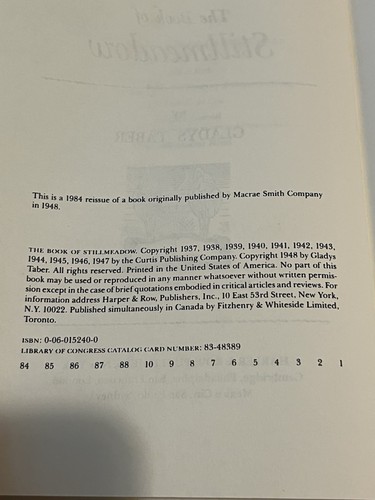 This is a 1984 reissue of a book originally published by Macrae Smith Company
in 1948.
THE BOOK OF STILLMEADOW. Copyright 1937, 1938, 1939, 1940, 1941, 1942, 1943,
1944, 1945, 1946, 1947 by the Curtis Publishing Company. Copyright 1948 by Gladys
Taber. All rights reserved. Printed in the United States of America. No part of this
book may be used or reproduced in any manner whatsoever without written permis-
sion except in the case of brief quotations embodied in critical articles and reviews. For
information address Harper & Row, Publishers, Inc., 10 East 53rd Street, New York,
N.Y. 10022. Published simultaneously in Canada by Fitzhenry & Whiteside Limited,
Toronto.
ISBN: 0-06-015240-0
LIBRARY OF CONGRESS CATALOG CARD NUMBER: 83-48389
84 85 86 87 88 10 9 8 7 6 5 4 3 2 1